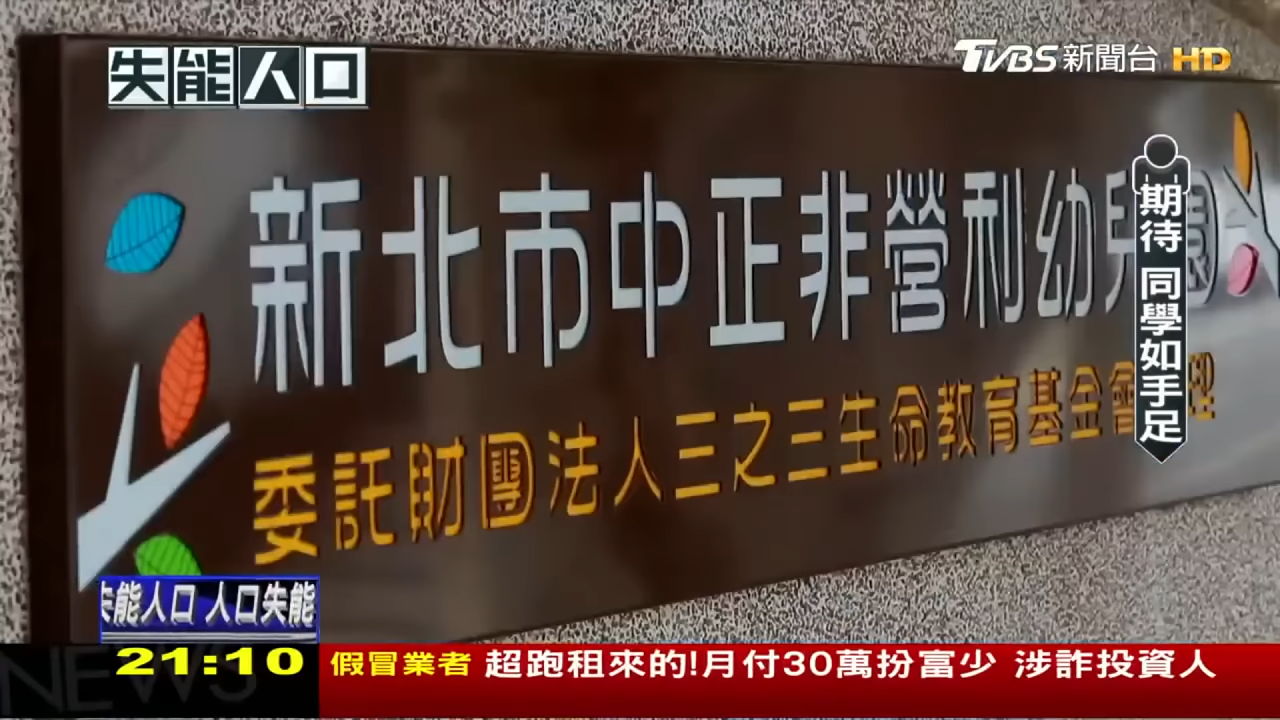 失能人口
TVBS新聞台 HD
新北市中正非營利幼兒園
委託財團法人三之三生命教育基金會
期待 同學如手足
失能人口 人口失能
NEWS
21:10
假冒業者 超跑租來的!月付30萬扮富少 涉詐投資人